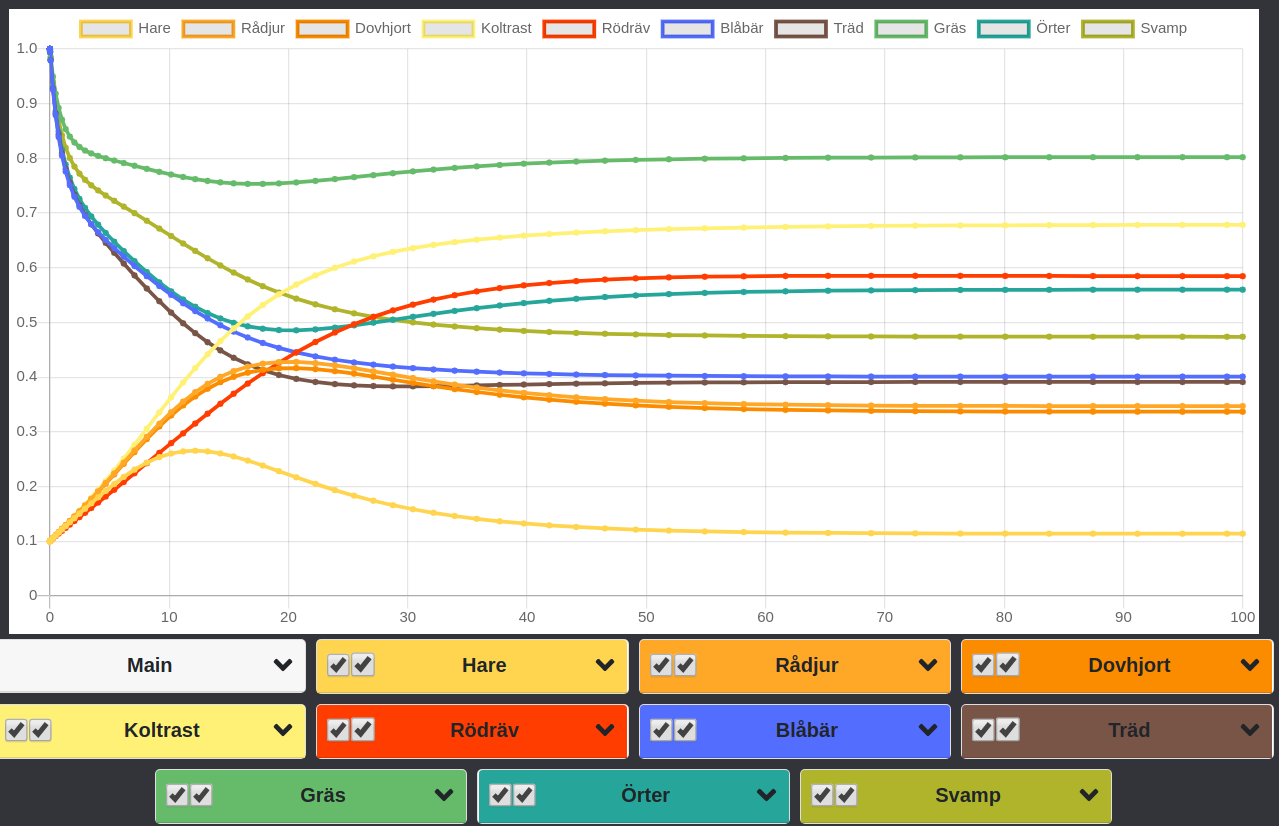 Hare Rådjur Dovhjort Koltrast Rödräv Blåbär Träd Gräs Örter Svamp
1.0
0.9
0.8
0.7
0.6
0.5
0.4
0.3
0.2
0.1
0
0 10 20 30 40 50 60 70 80 90 100
Main Hare Rådjur Dovhjort
Koltrast Rödräv Blåbär Träd
Gräs Örter Svamp